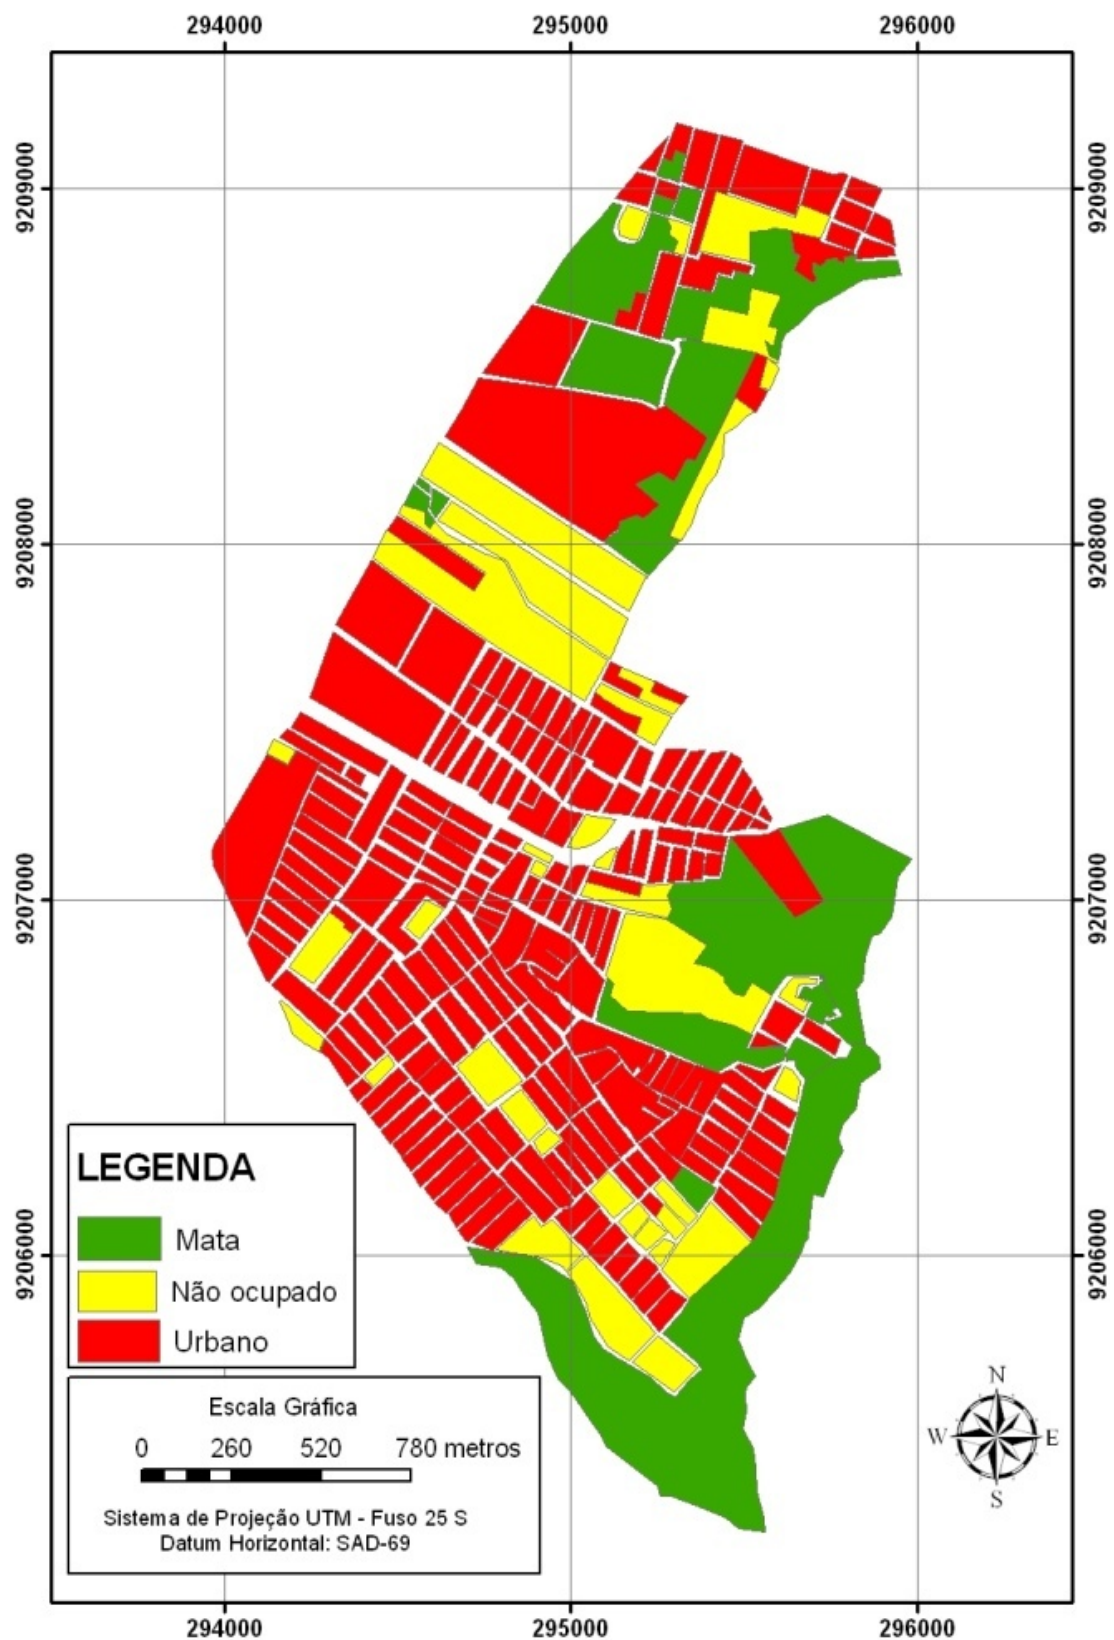 294000 295000 296000
9209000 9209000
9208000 9208000
9207000 9207000
9206000 9206000
LEGENDA
Mata
Não ocupado
Urbano
Escala Gráfica
0 260 520 780 metros
Sistema de Projeção UTM - Fuso 25 S
Datum Horizontal: SAD-69
N
W E
S
294000 295000 296000